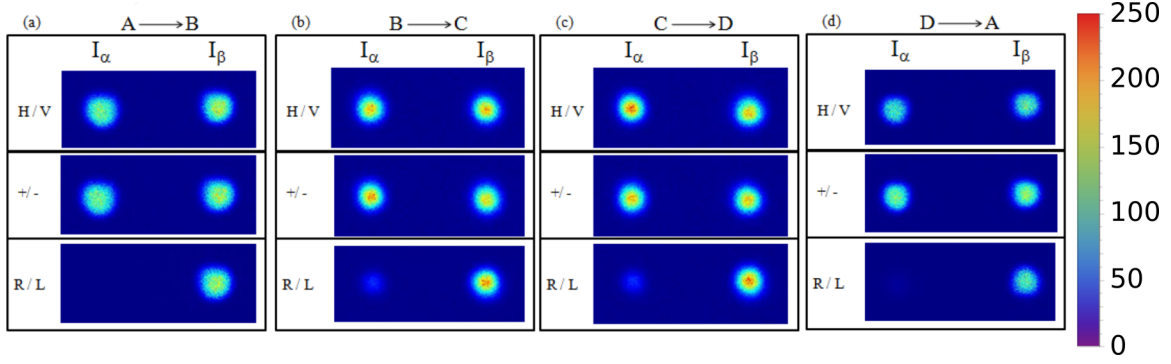 (a) A → B
I_α I_β
H / V
+/ -
R / L
(b) B → C
I_α I_β
H / V
+/ -
R / L
(c) C → D
I_α I_β
H / V
+/ -
R / L
(d) D → A
I_α I_β
H / V
+/ -
R / L
250
200
150
100
50
0